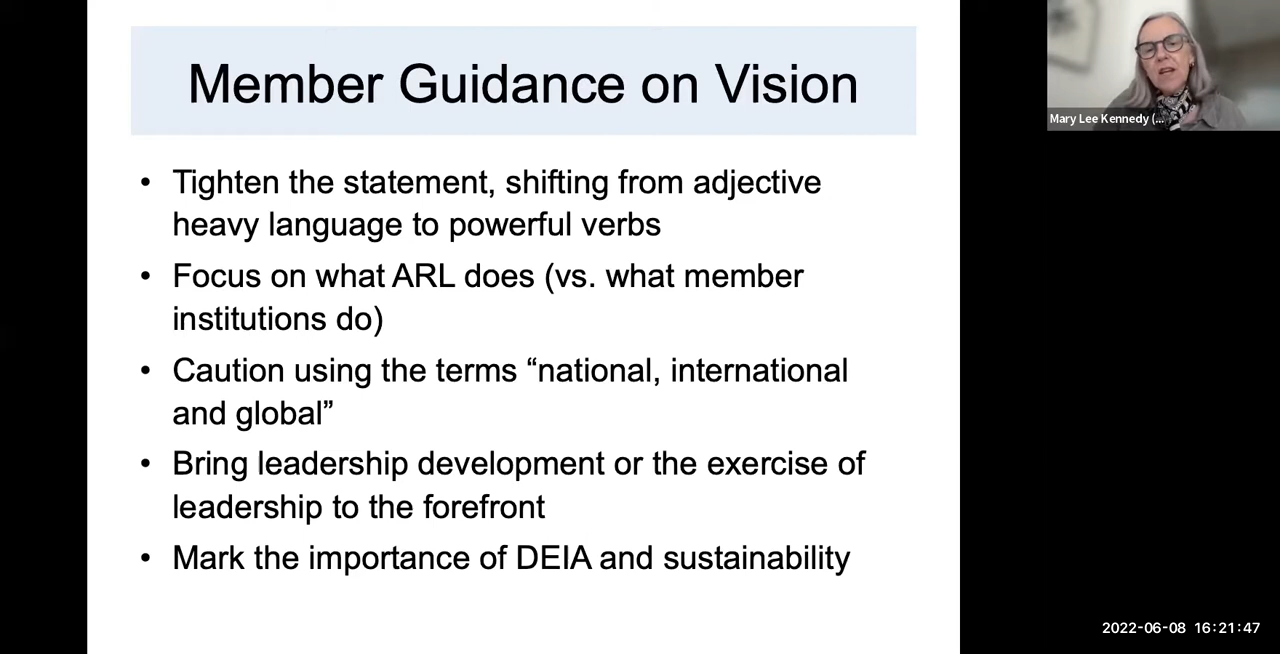 Member Guidance on Vision
• Tighten the statement, shifting from adjective
heavy language to powerful verbs
• Focus on what ARL does (vs. what member
institutions do)
• Caution using the terms “national, international
and global”
• Bring leadership development or the exercise of
leadership to the forefront
• Mark the importance of DEIA and sustainability
Mary Lee Kennedy (...
2022-06-08 16:21:47